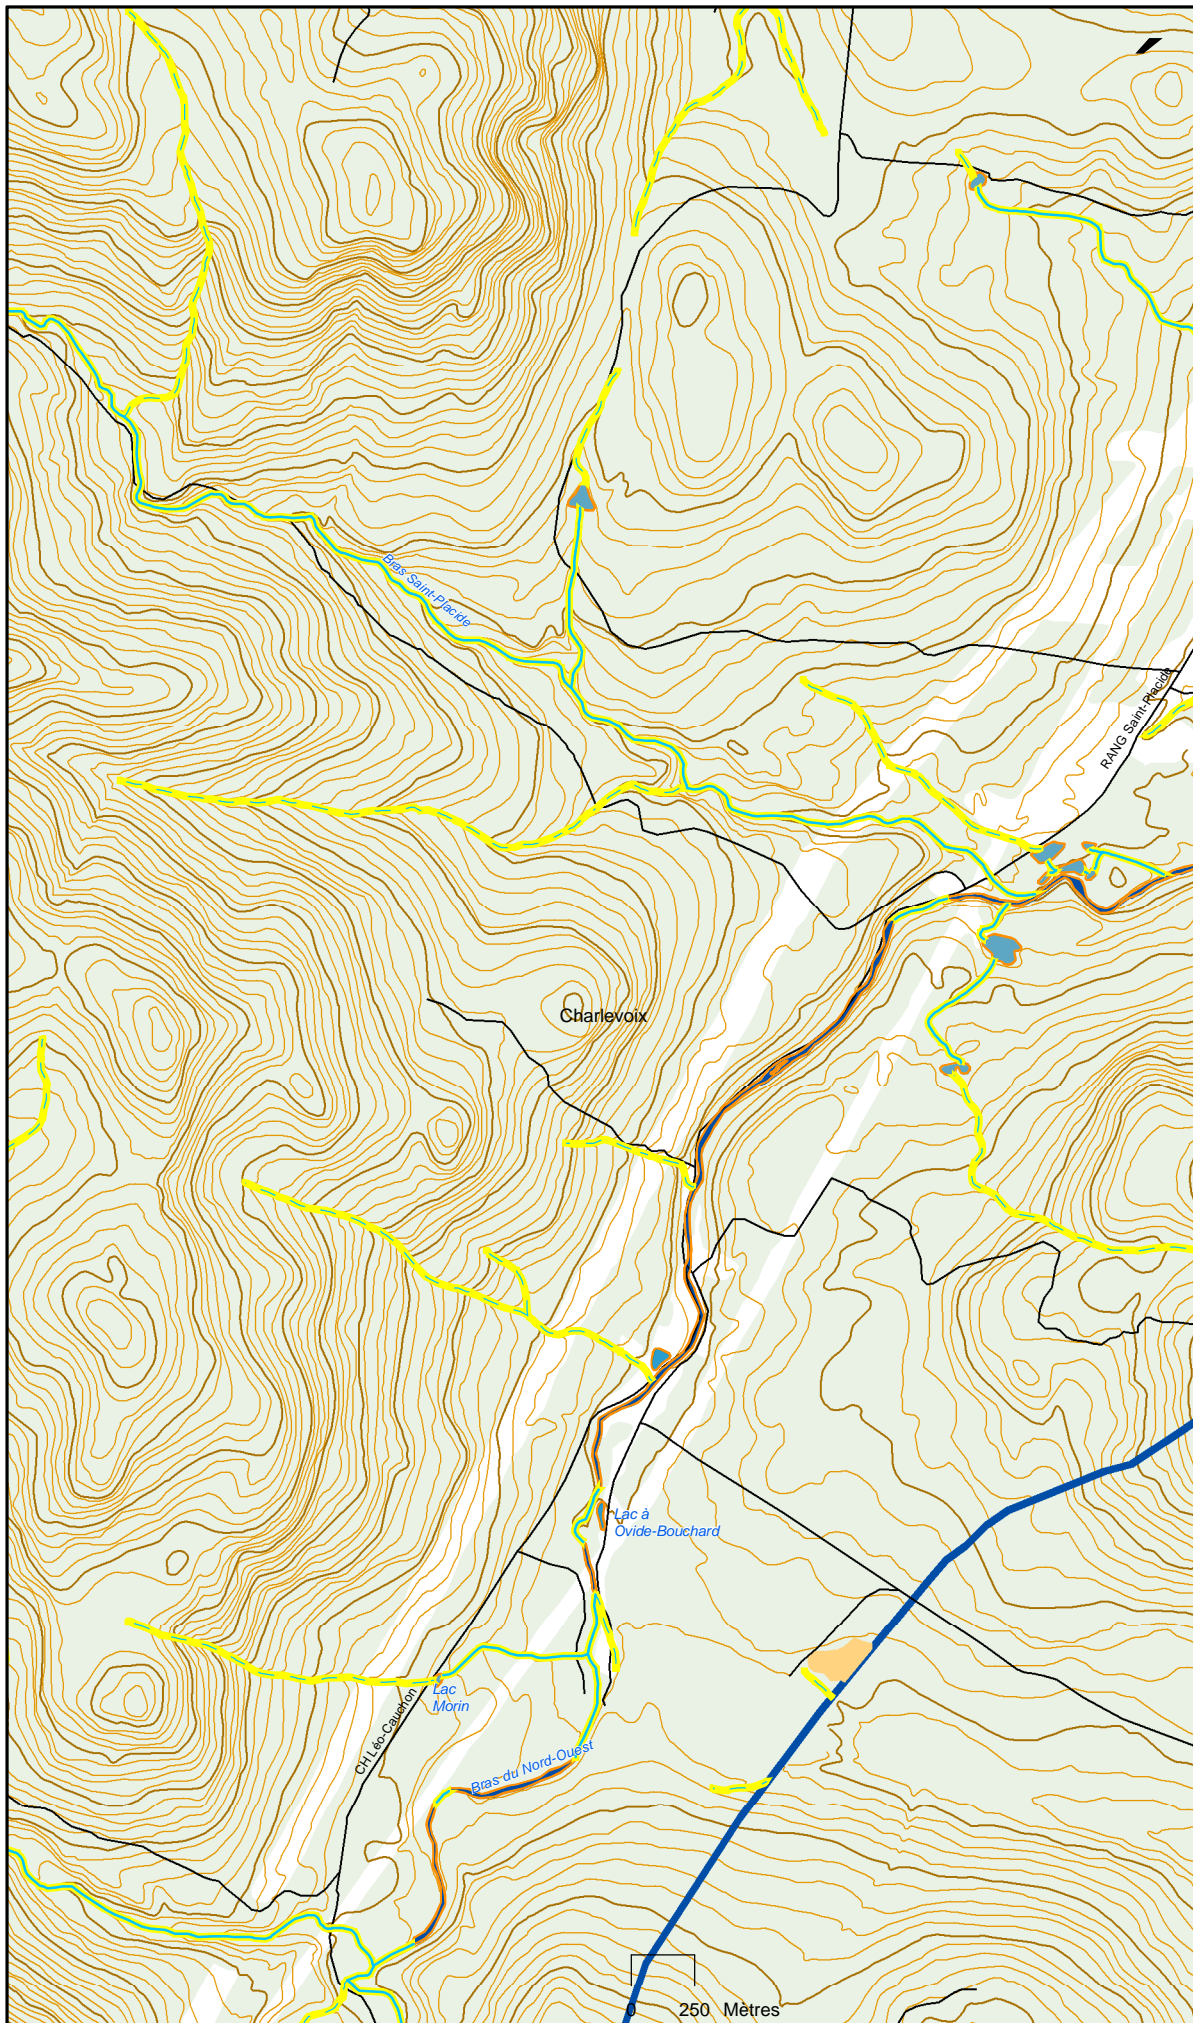 Bras Saint-Placide
RANG Saint-Placide
Charlevoix
Lac à
Ovide-Bouchard
Lac
Morin
CH Léo-Cauchon
Bras du Nord-Ouest
0 250 Mètres